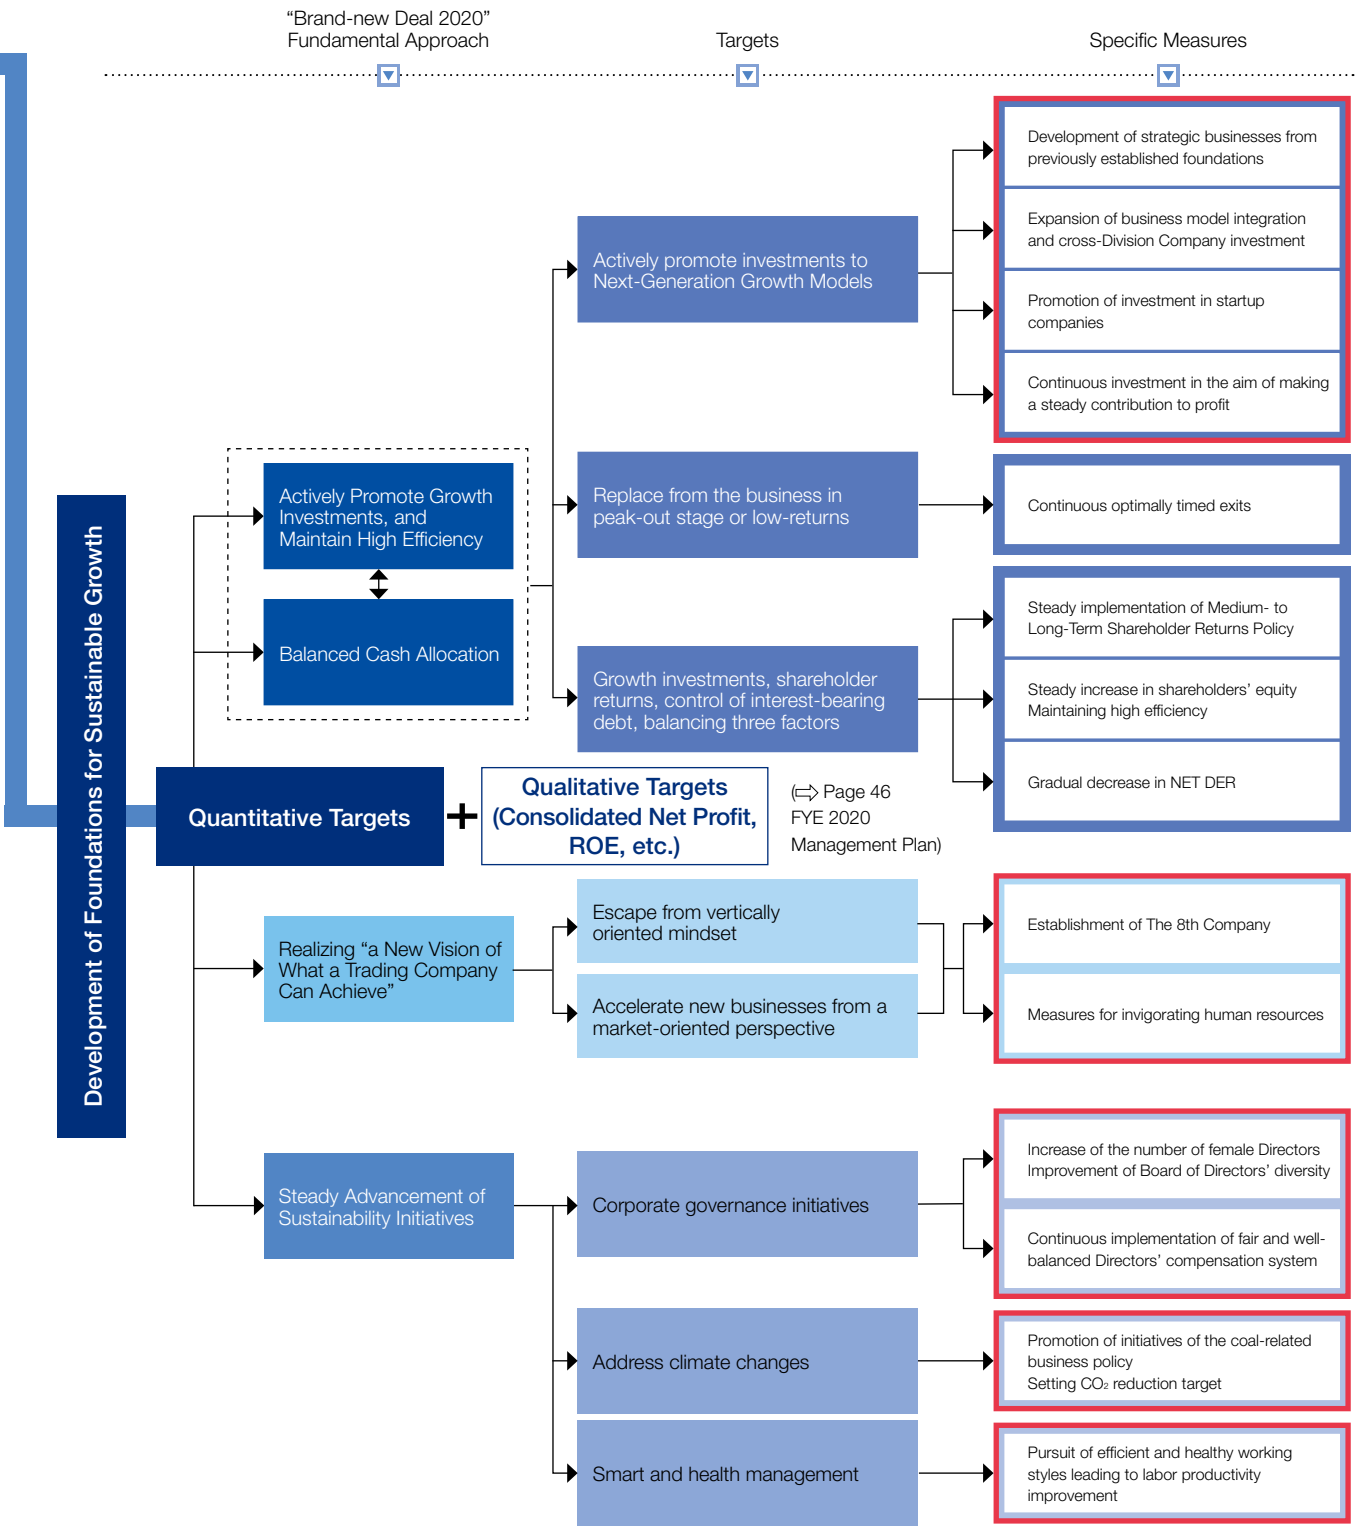 “Brand-new Deal 2020”
Fundamental Approach
Targets
Specific Measures
Development of Foundations for Sustainable Growth
Actively Promote Growth
Investments, and
Maintain High Efficiency
Balanced Cash Allocation
Actively promote investments to
Next-Generation Growth Models
Development of strategic businesses from
previously established foundations
Expansion of business model integration
and cross-Division Company investment
Promotion of investment in startup
companies
Continuous investment in the aim of making
a steady contribution to profit
Replace from the business in
peak-out stage or low-returns
Continuous optimally timed exits
Growth investments, shareholder
returns, control of interest-bearing
debt, balancing three factors
Steady implementation of Medium- to
Long-Term Shareholder Returns Policy
Steady increase in shareholders’ equity
Maintaining high efficiency
Gradual decrease in NET DER
Quantitative Targets
+
Qualitative Targets
(Consolidated Net Profit,
ROE, etc.)
(⇨ Page 46
FYE 2020
Management Plan)
Realizing “a New Vision of
What a Trading Company
Can Achieve”
Escape from vertically
oriented mindset
Accelerate new businesses from a
market-oriented perspective
Establishment of The 8th Company
Measures for invigorating human resources
Steady Advancement of
Sustainability Initiatives
Corporate governance initiatives
Increase of the number of female Directors
Improvement of Board of Directors’ diversity
Continuous implementation of fair and well-
balanced Directors’ compensation system
Address climate changes
Promotion of initiatives of the coal-related
business policy
Setting CO₂ reduction target
Smart and health management
Pursuit of efficient and healthy working
styles leading to labor productivity
improvement